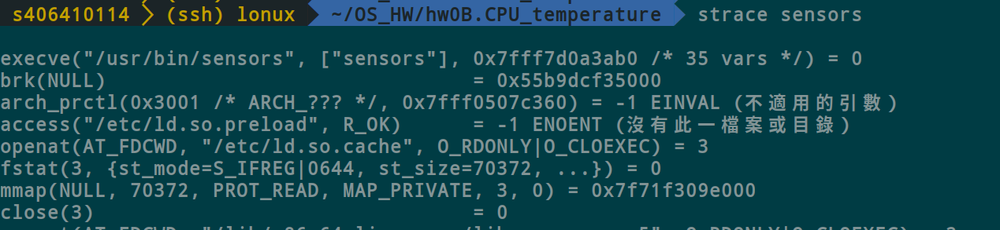 s406410114 (ssh) lonux ~/OS_HW/hw0B.CPU_temperature strace sensors
execve("/usr/bin/sensors", ["sensors"], 0x7fff7d0a3ab0 /* 35 vars */) = 0
brk(NULL) = 0x55b9dcf35000
arch_prctl(0x3001 /* ARCH_??? */, 0x7fff0507c360) = -1 EINVAL (不適用的引數)
access("/etc/ld.so.preload", R_OK) = -1 ENOENT (沒有此一檔案或目錄)
openat(AT_FDCWD, "/etc/ld.so.cache", O_RDONLY|O_CLOEXEC) = 3
fstat(3, {st_mode=S_IFREG|0644, st_size=70372, ...}) = 0
mmap(NULL, 70372, PROT_READ, MAP_PRIVATE, 3, 0) = 0x7f71f309e000
close(3) = 0